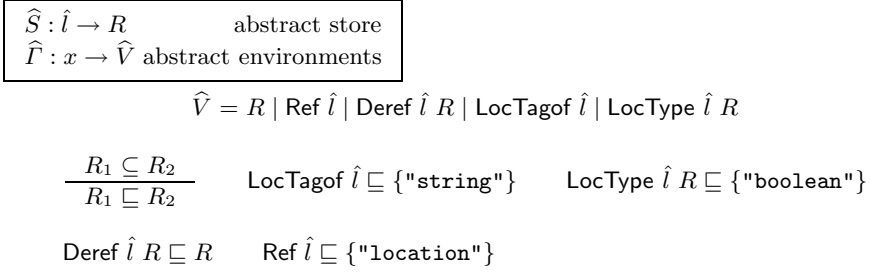 Ŝ : l̂ → R abstract store
Γ̂ : x → V̂ abstract environments
V̂ = R | Ref l̂ | Deref l̂ R | LocTagof l̂ | LocType l̂ R
R₁ ⊆ R₂
R₁ ⊑ R₂
LocTagof l̂ ⊑ {"string"} LocType l̂ R ⊑ {"boolean"}
Deref l̂ R ⊑ R Ref l̂ ⊑ {"location"}